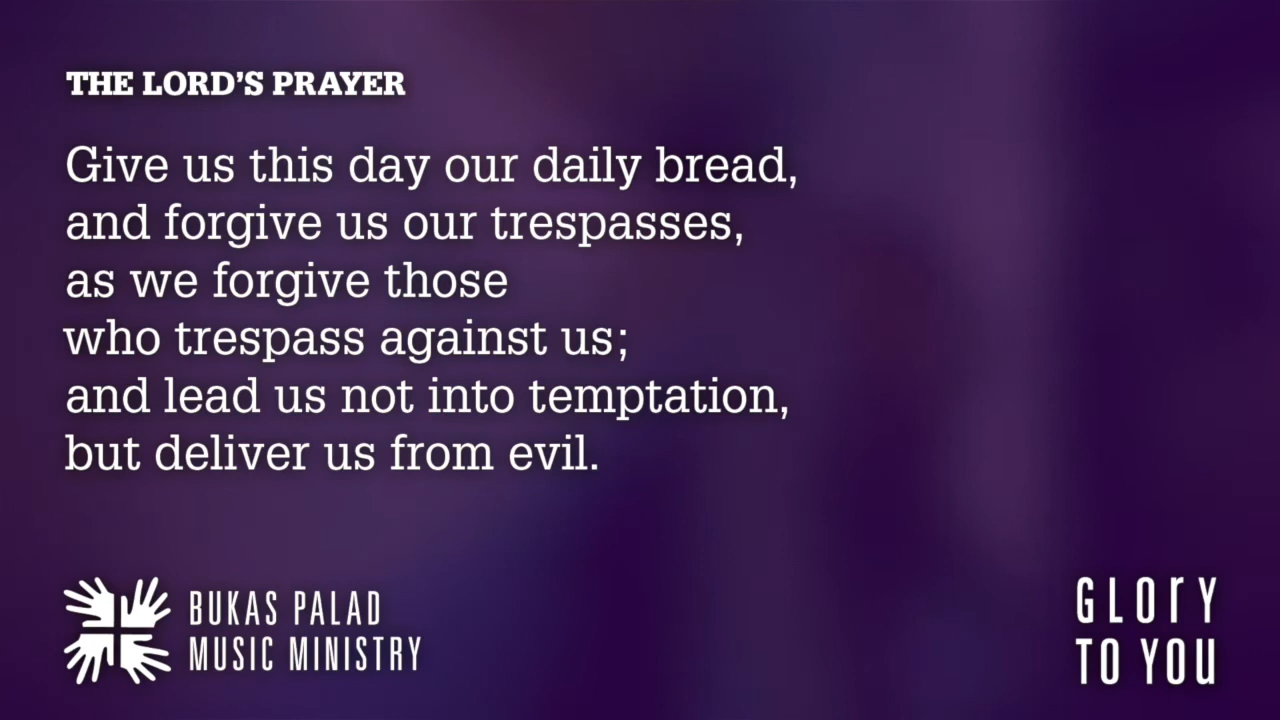 THE LORD'S PRAYER
Give us this day our daily bread,
and forgive us our trespasses,
as we forgive those
who trespass against us;
and lead us not into temptation,
but deliver us from evil.
BUKAS PALAD
MUSIC MINISTRY
GLOrY
TO YOu